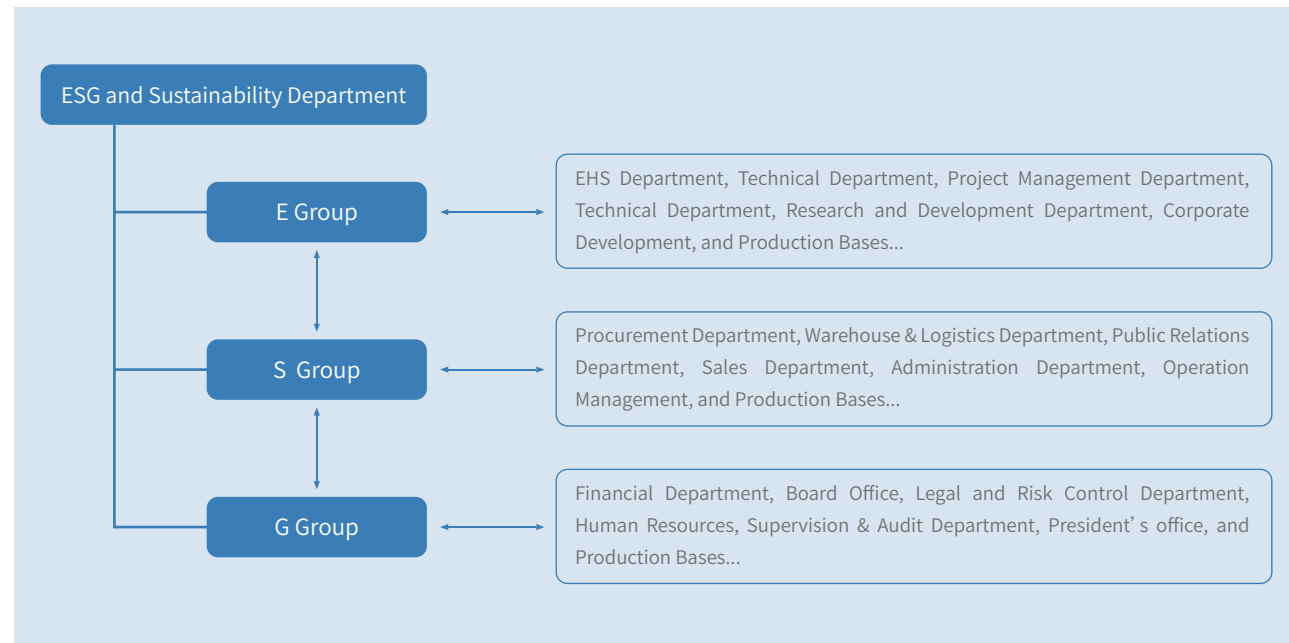 ESG and Sustainability Department
E Group
EHS Department, Technical Department, Project Management Department,
Technical Department, Research and Development Department, Corporate
Development, and Production Bases...
S Group
Procurement Department, Warehouse & Logistics Department, Public Relations
Department, Sales Department, Administration Department, Operation
Management, and Production Bases...
G Group
Financial Department, Board Office, Legal and Risk Control Department,
Human Resources, Supervision & Audit Department, President’s office, and
Production Bases...